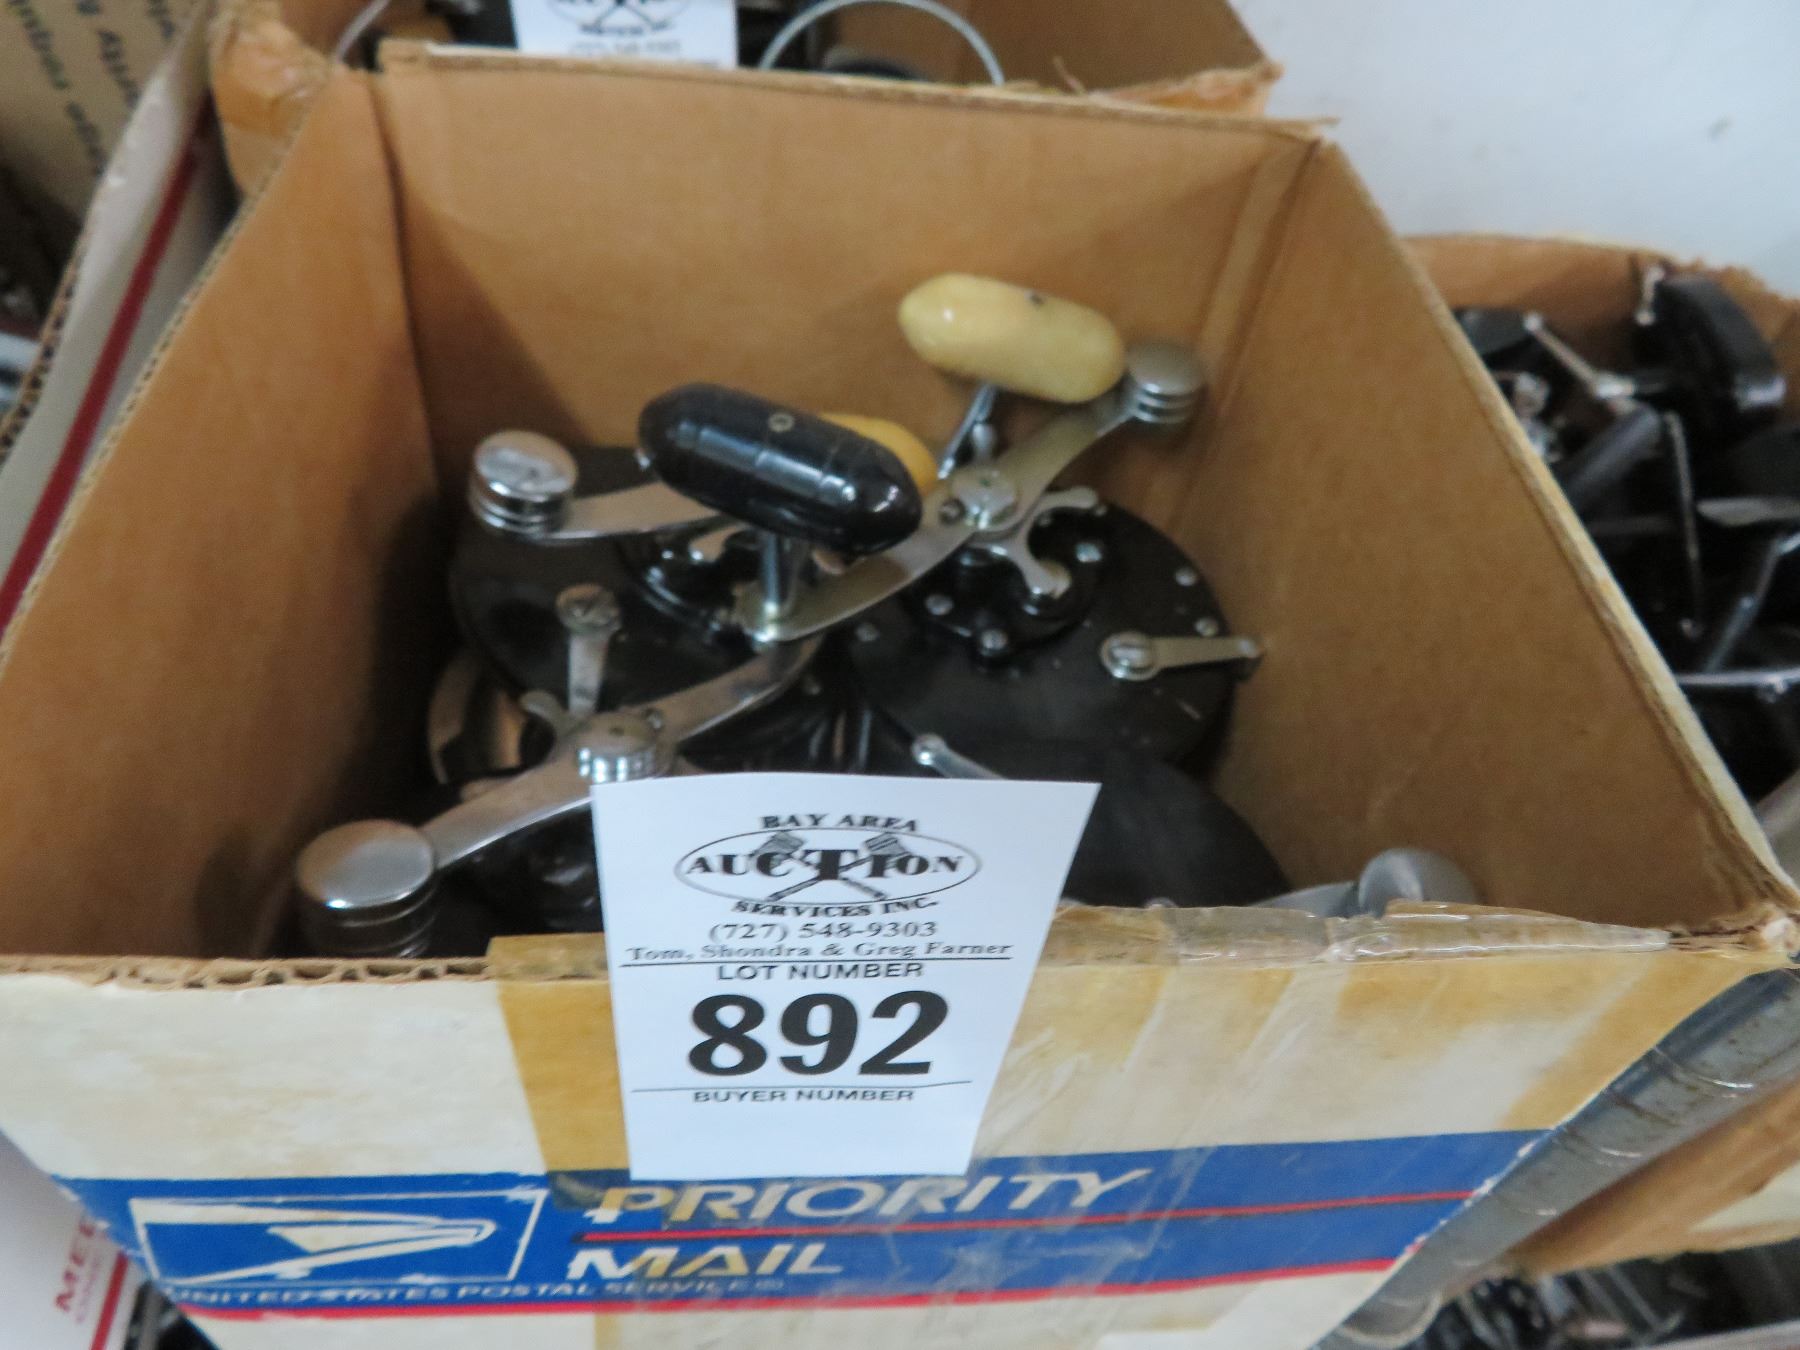 BAY AREA
AUCTION
SERVICES INC.
(727) 548-9303
Tom, Shondra & Greg Farner
LOT NUMBER
892
BUYER NUMBER
PRIORITY
MAIL
UNITED STATES POSTAL SERVICE®